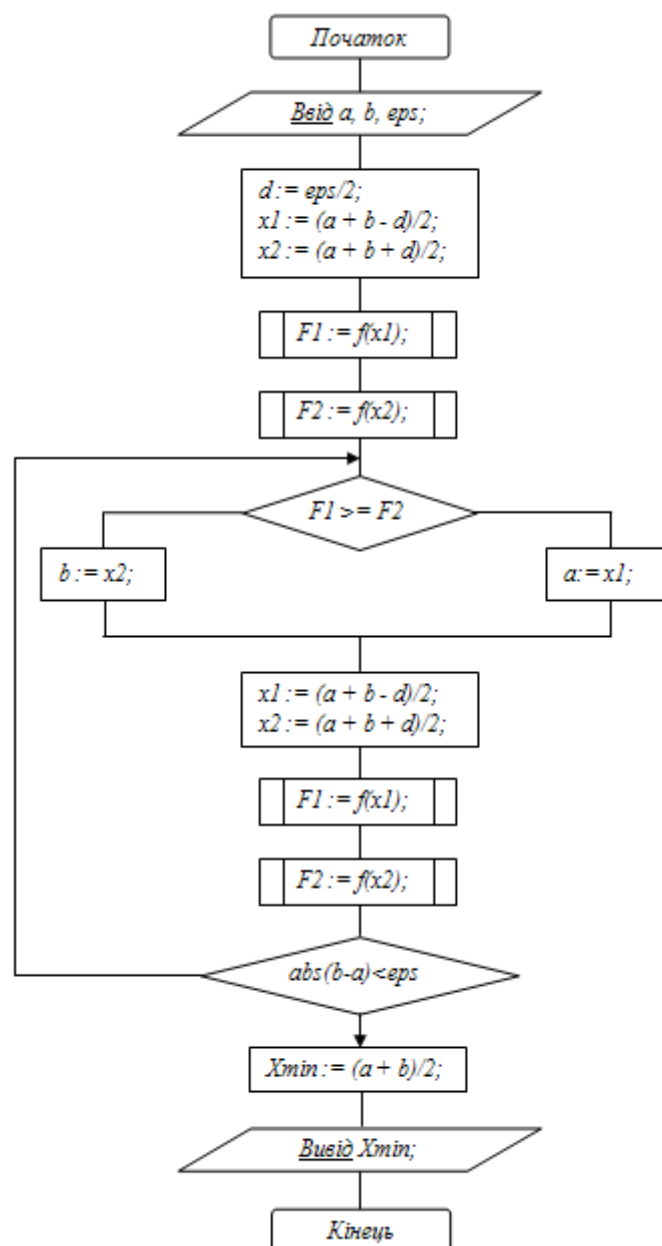 Початок
Ввід a, b, eps;
d := eps/2;
x1 := (a + b - d)/2;
x2 := (a + b + d)/2;
F1 := f(x1);
F2 := f(x2);
F1 >= F2
b := x2;
a:= x1;
x1 := (a + b - d)/2;
x2 := (a + b + d)/2;
F1 := f(x1);
F2 := f(x2);
abs(b-a)<eps
Xmin := (a + b)/2;
Вивід Xmin;
Кінець